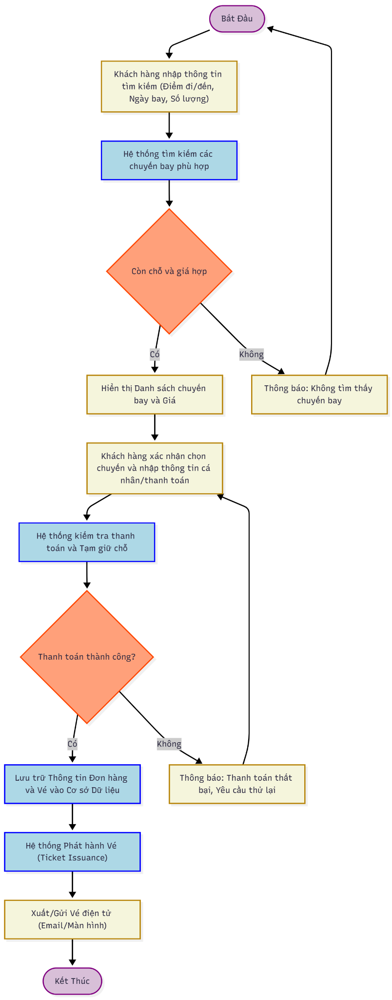 Bắt Đầu
Khách hàng nhập thông tin
tìm kiếm (Điểm đi/đến,
Ngày bay, Số lượng)
Hệ thống tìm kiếm các
chuyến bay phù hợp
Còn chỗ và giá hợp
Có
Không
Hiển thị Danh sách chuyến
bay và Giá
Thông báo: Không tìm thấy
chuyến bay
Khách hàng xác nhận chọn
chuyến và nhập thông tin cá
nhân/thanh toán
Hệ thống kiểm tra thanh
toán và Tạm giữ chỗ
Thanh toán thành công?
Có
Không
Lưu trữ Thông tin Đơn hàng
và Vé vào Cơ sở Dữ liệu
Thông báo: Thanh toán thất
bại, Yêu cầu thử lại
Hệ thống Phát hành Vé
(Ticket Issuance)
Xuất/Gửi Vé điện tử
(Email/Màn hình)
Kết Thúc